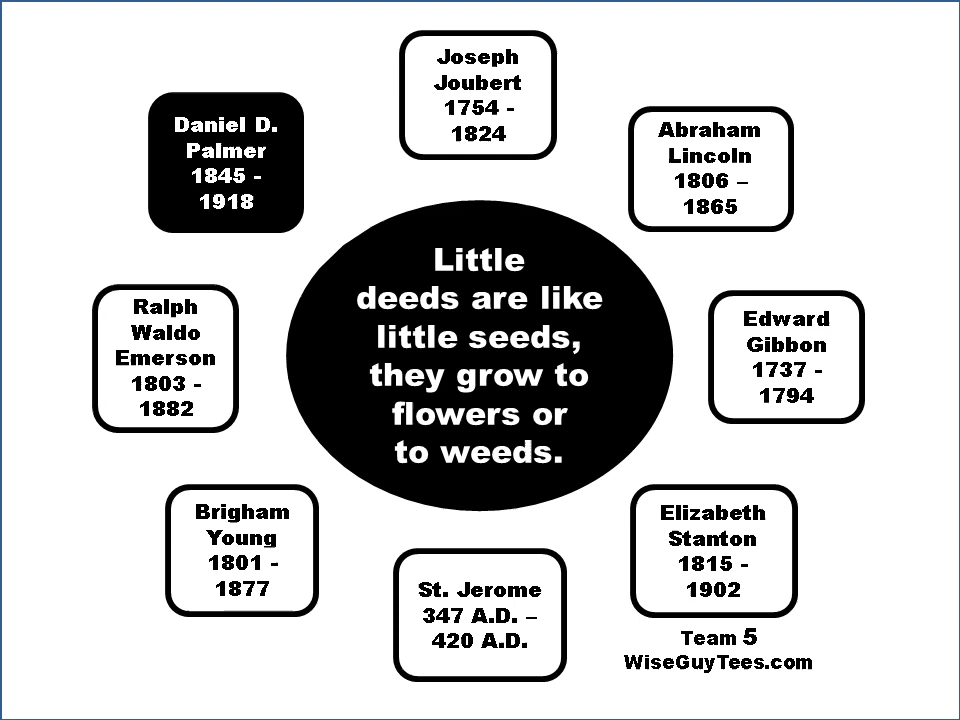 Joseph
Joubert
1754 -
1824
Daniel D.
Palmer
1845 -
1918
Abraham
Lincoln
1806 –
1865
Little
deeds are like
little seeds,
they grow to
flowers or
to weeds.
Ralph
Waldo
Emerson
1803 -
1882
Edward
Gibbon
1737 -
1794
Brigham
Young
1801 -
1877
Elizabeth
Stanton
1815 -
1902
St. Jerome
347 A.D. –
420 A.D.
Team 5
WiseGuyTees.com